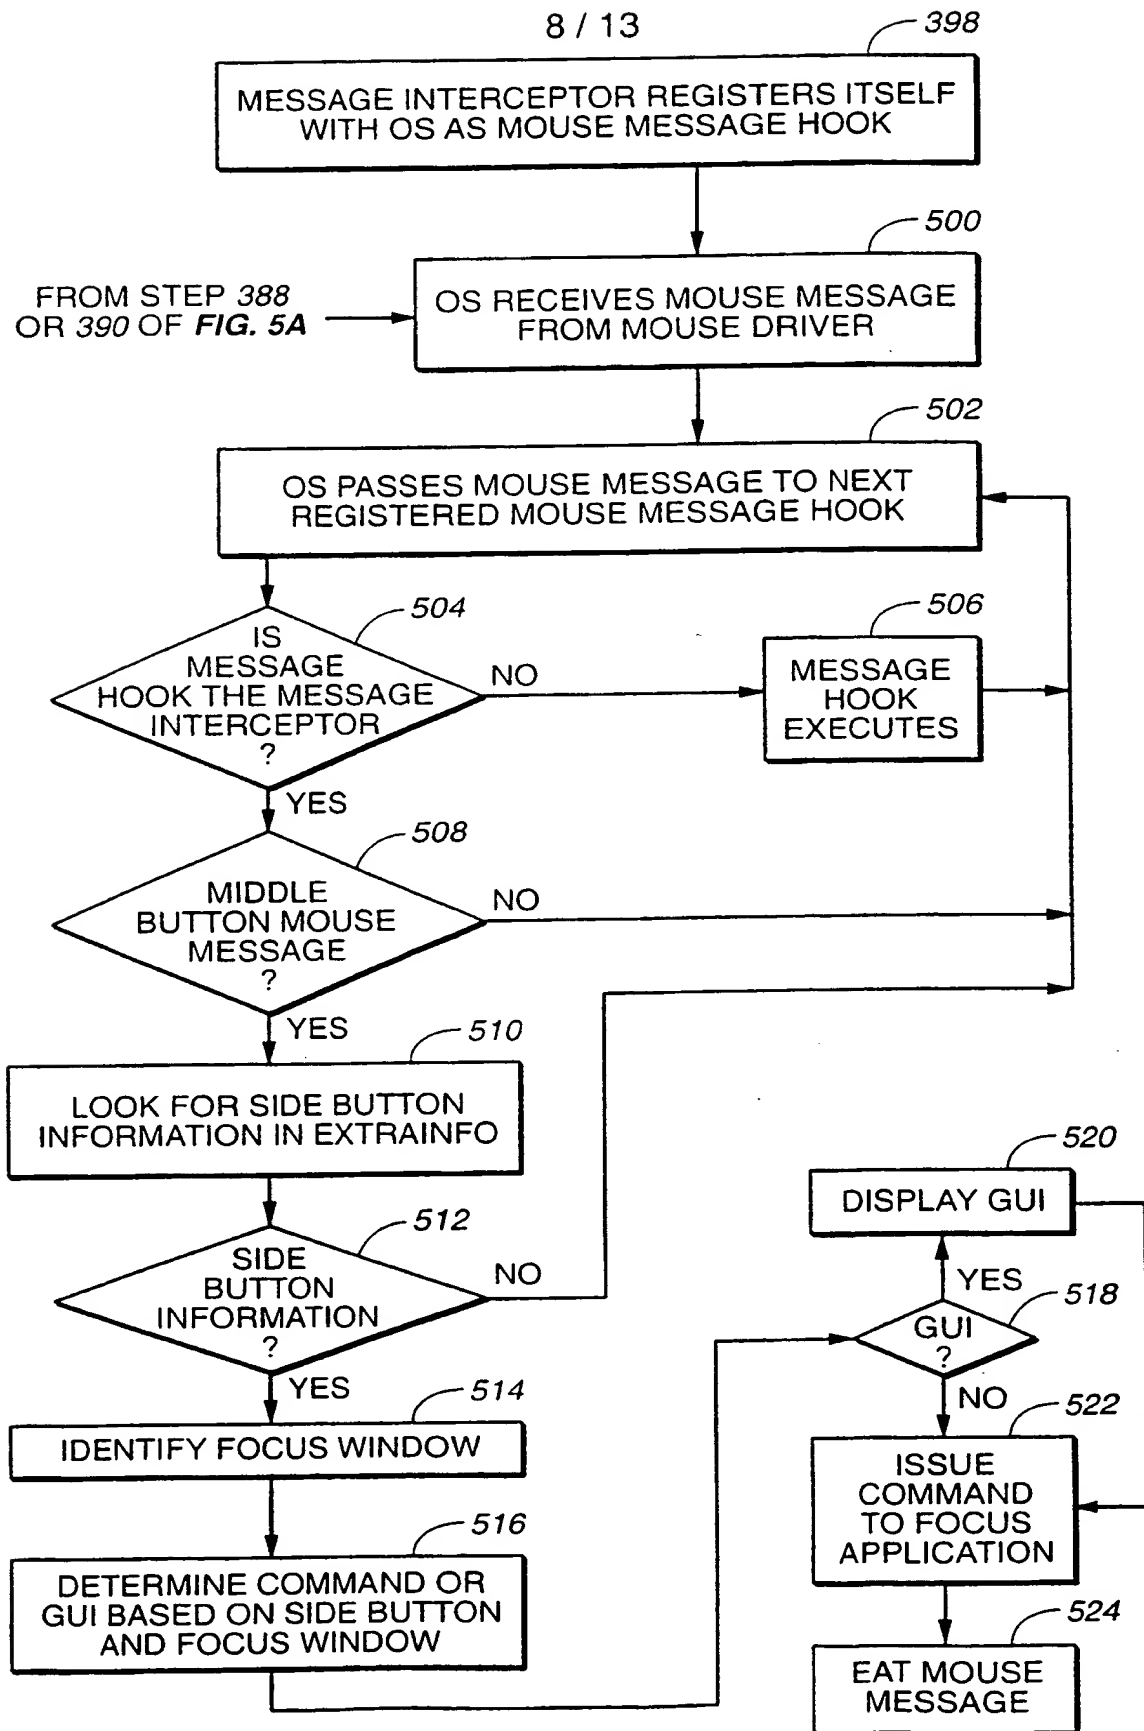 8 / 13
398
MESSAGE INTERCEPTOR REGISTERS ITSELF
WITH OS AS MOUSE MESSAGE HOOK
500
FROM STEP 388
OR 390 OF FIG. 5A
OS RECEIVES MOUSE MESSAGE
FROM MOUSE DRIVER
502
OS PASSES MOUSE MESSAGE TO NEXT
REGISTERED MOUSE MESSAGE HOOK
504
IS
MESSAGE
HOOK THE MESSAGE
INTERCEPTOR
?
NO
506
MESSAGE
HOOK
EXECUTES
YES
508
MIDDLE
BUTTON MOUSE
MESSAGE
?
NO
YES
510
LOOK FOR SIDE BUTTON
INFORMATION IN EXTRAINFO
512
SIDE
BUTTON
INFORMATION
?
NO
YES
514
IDENTIFY FOCUS WINDOW
516
DETERMINE COMMAND OR
GUI BASED ON SIDE BUTTON
AND FOCUS WINDOW
520
DISPLAY GUI
YES
518
GUI
?
NO
522
ISSUE
COMMAND
TO FOCUS
APPLICATION
524
EAT MOUSE
MESSAGE